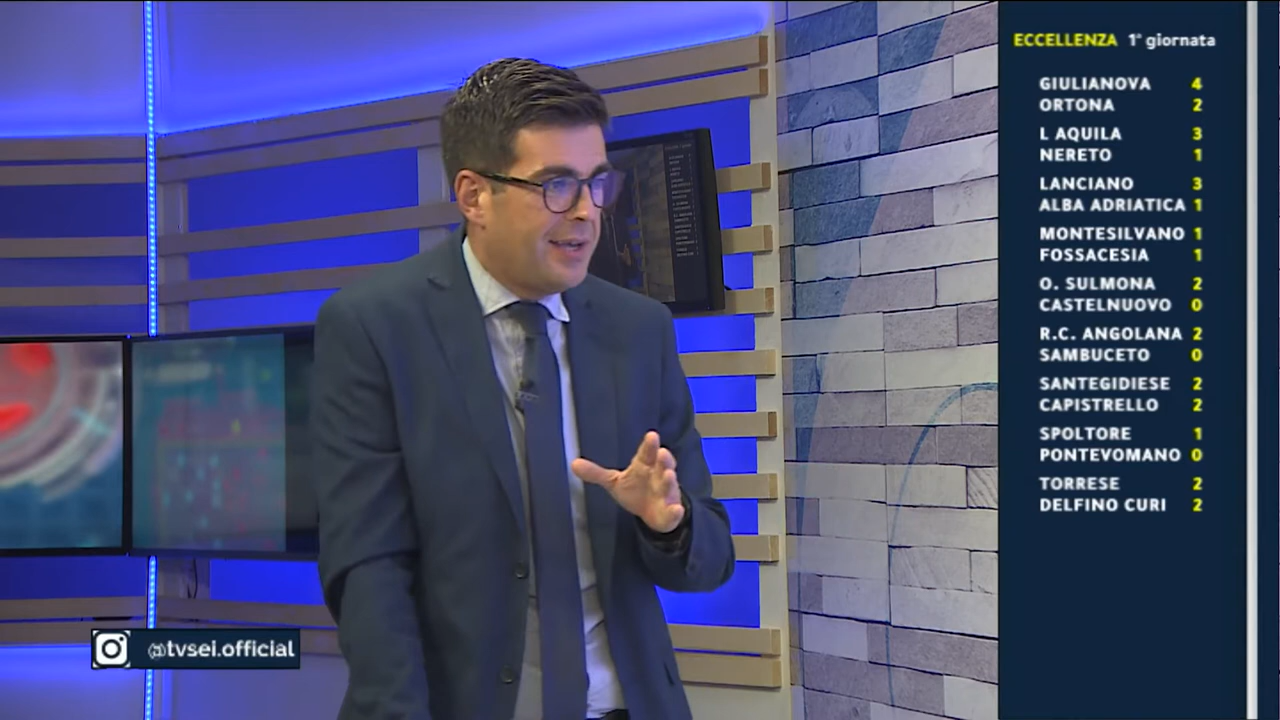 ECCELLENZA 1ª giornata
GIULIANOVA 4
ORTONA 2
L AQUILA 3
NERETO 1
LANCIANO 3
ALBA ADRIATICA 1
MONTESILVANO 1
FOSSACESIA 1
O. SULMONA 2
CASTELNUOVO 0
R.C. ANGOLANA 2
SAMBUCETO 0
SANTEGIDIESE 2
CAPISTRELLO 2
SPOLTORE 1
PONTEVOMANO 0
TORRESE 2
DELFINO CURI 2
@tvsei.official